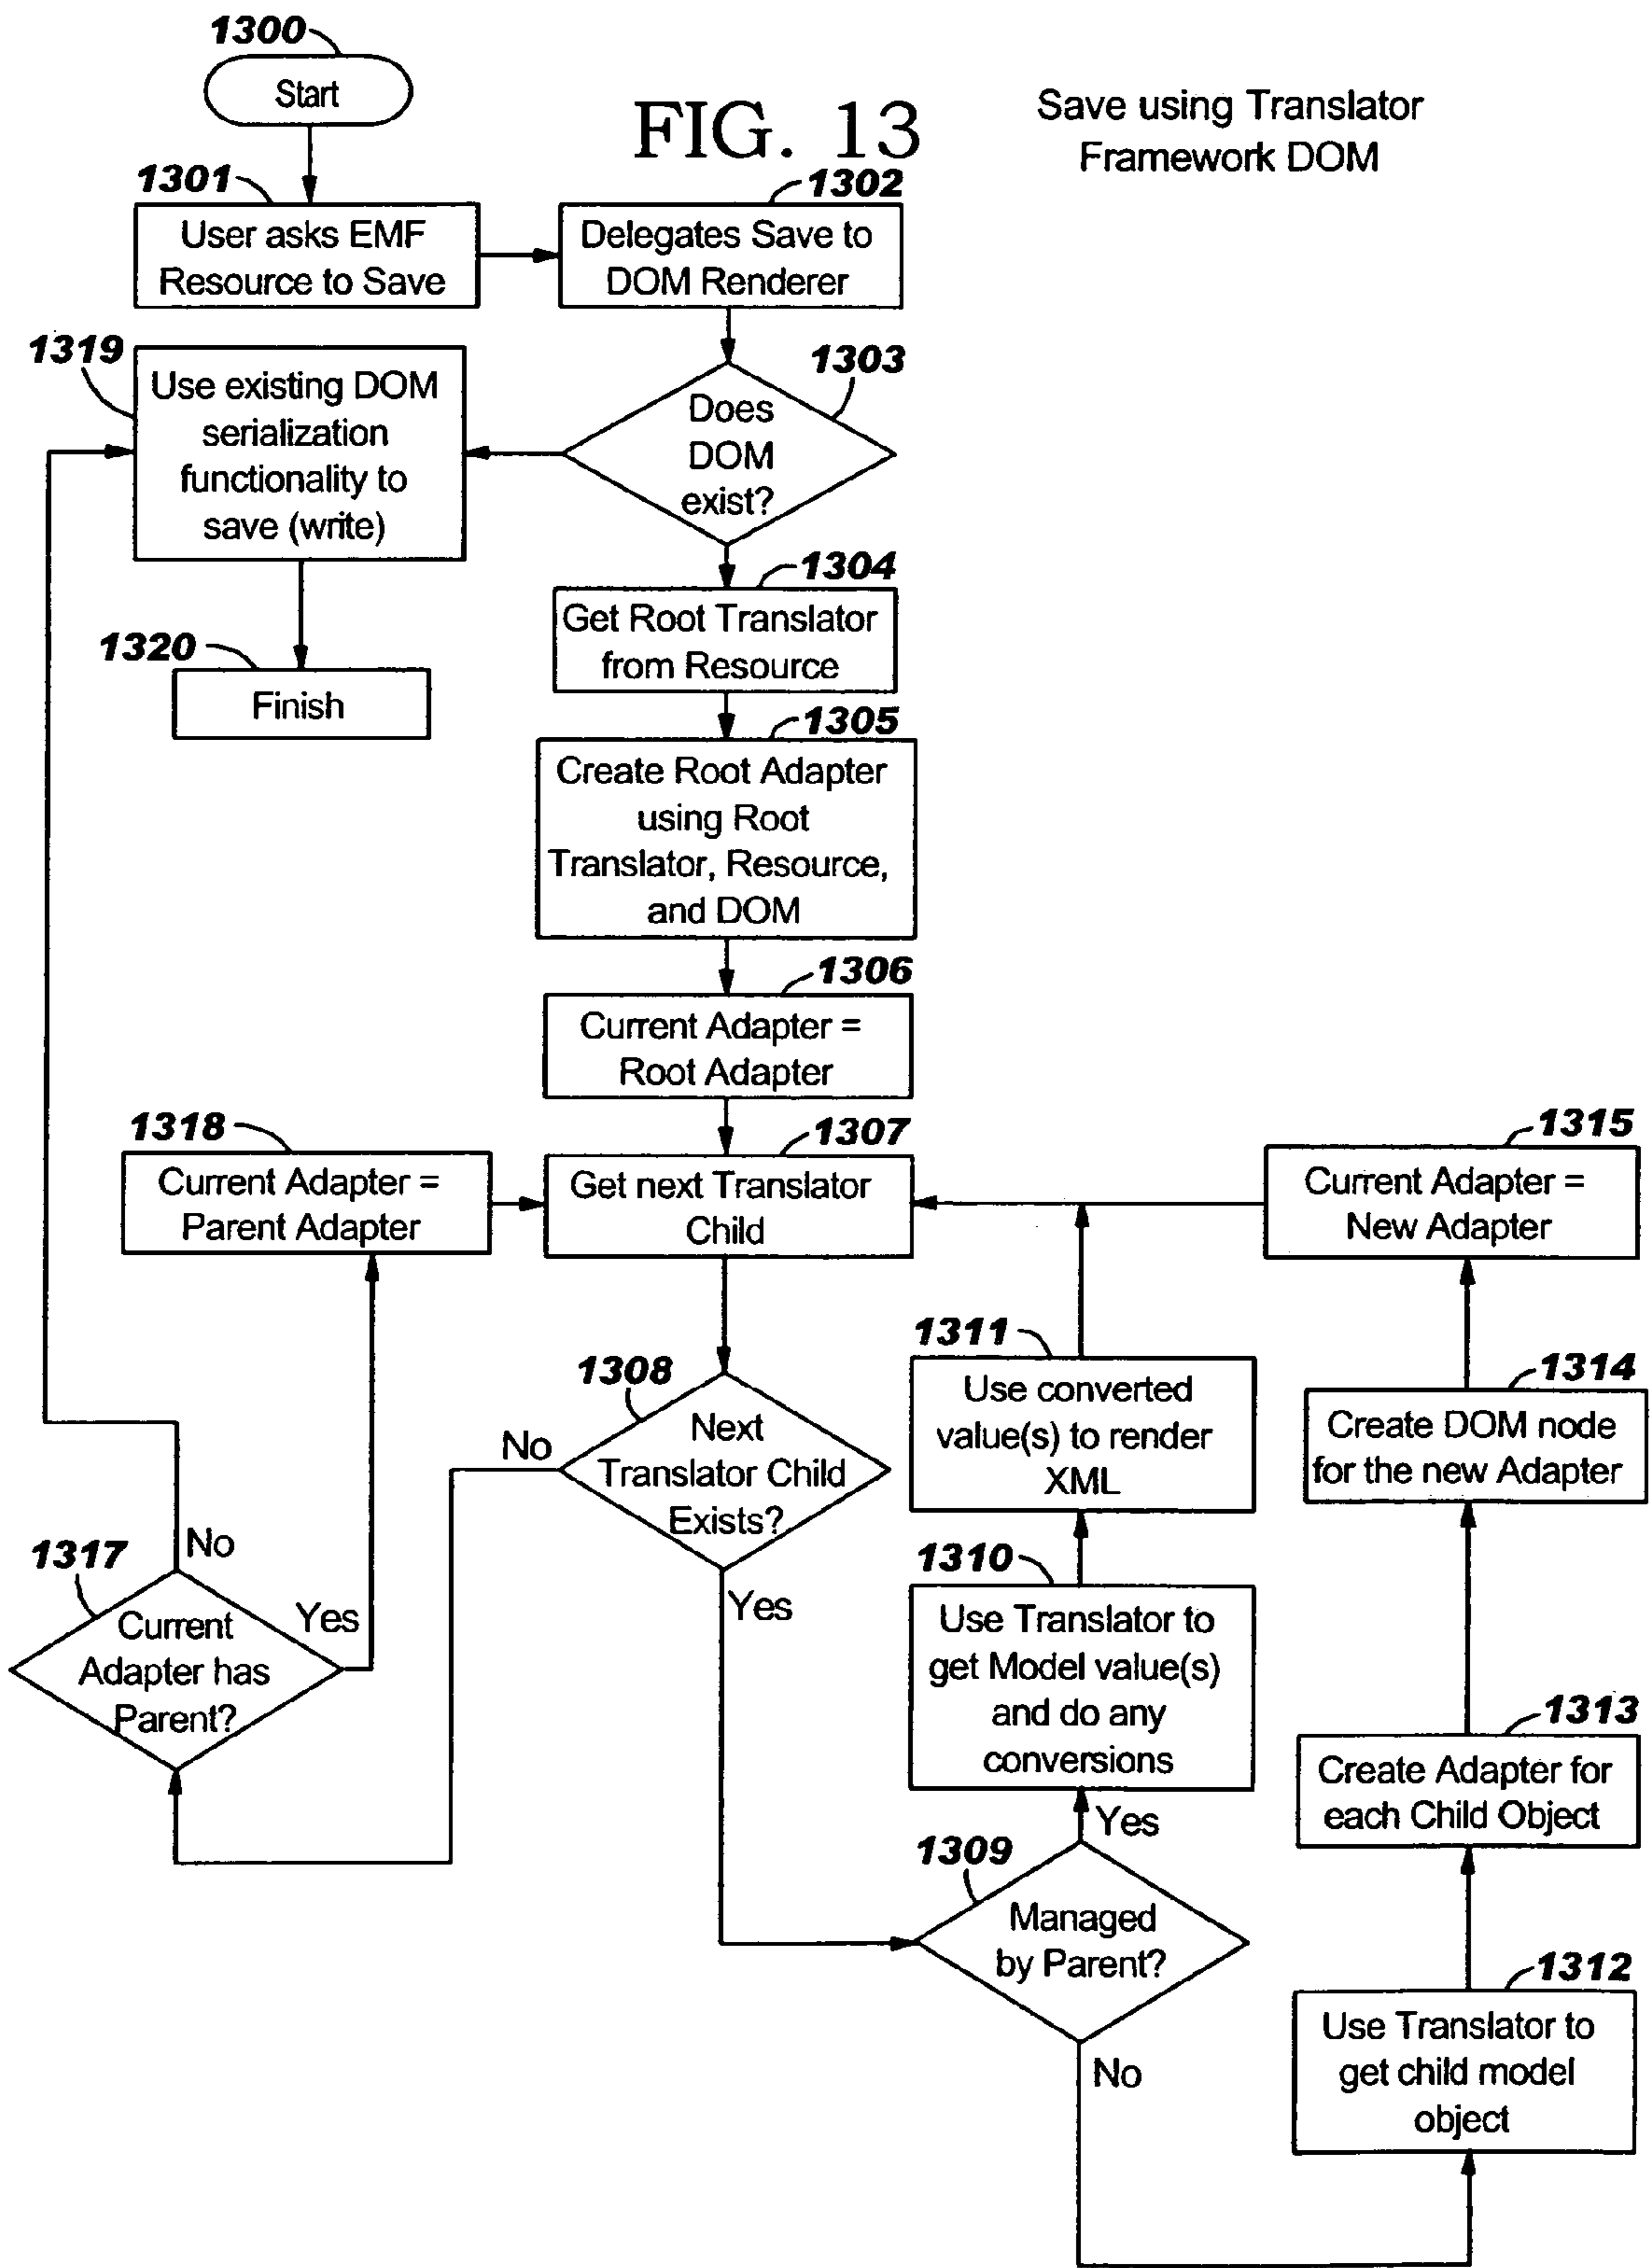 1300
Start
FIG. 13
Save using Translator
Framework DOM
1301
User asks EMF
Resource to Save
1302
Delegates Save to
DOM Renderer
1319
Use existing DOM
serialization
functionality to
save (write)
1303
Does
DOM
exist?
1304
Get Root Translator
from Resource
1320
Finish
1305
Create Root Adapter
using Root
Translator, Resource,
and DOM
1306
Current Adapter =
Root Adapter
1318
Current Adapter =
Parent Adapter
1307
Get next Translator
Child
1315
Current Adapter =
New Adapter
1308
Next
Translator Child
Exists?
No
Yes
1311
Use converted
value(s) to render
XML
1314
Create DOM node
for the new Adapter
1317
Current
Adapter has
Parent?
No
Yes
1310
Use Translator to
get Model value(s)
and do any
conversions
1313
Create Adapter for
each Child Object
Yes
1309
Managed
by Parent?
No
1312
Use Translator to
get child model
object